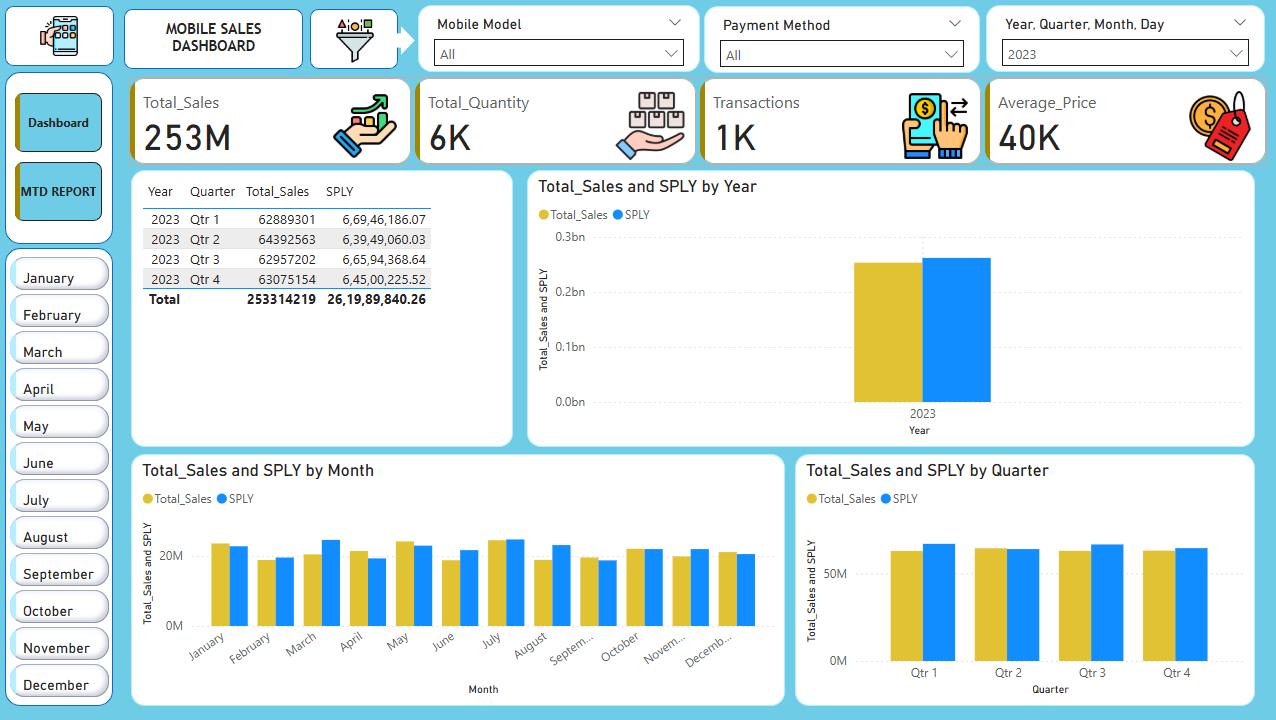 MOBILE SALES
DASHBOARD
Mobile Model
All
Payment Method
All
Year, Quarter, Month, Day
2023
Dashboard
MTD REPORT
January
February
March
April
May
June
July
August
September
October
November
December
Total_Sales
253M
Total_Quantity
6K
Transactions
1K
Average_Price
40K
Year Quarter Total_Sales SPLY
2023 Qtr 1 62889301 6,69,46,186.07
2023 Qtr 2 64392563 6,39,49,060.03
2023 Qtr 3 62957202 6,65,94,368.64
2023 Qtr 4 63075154 6,45,00,225.52
Total 253314219 26,19,89,840.26
Total_Sales and SPLY by Year
Total_Sales SPLY
Total_Sales and SPLY
0.3bn
0.2bn
0.1bn
0.0bn
2023
Year
Total_Sales and SPLY by Month
Total_Sales SPLY
Total_Sales and SPLY
20M
0M
January February March April May June July August Septem... October Novem... Decemb...
Month
Total_Sales and SPLY by Quarter
Total_Sales SPLY
Total_Sales and SPLY
50M
0M
Qtr 1 Qtr 2 Qtr 3 Qtr 4
Quarter